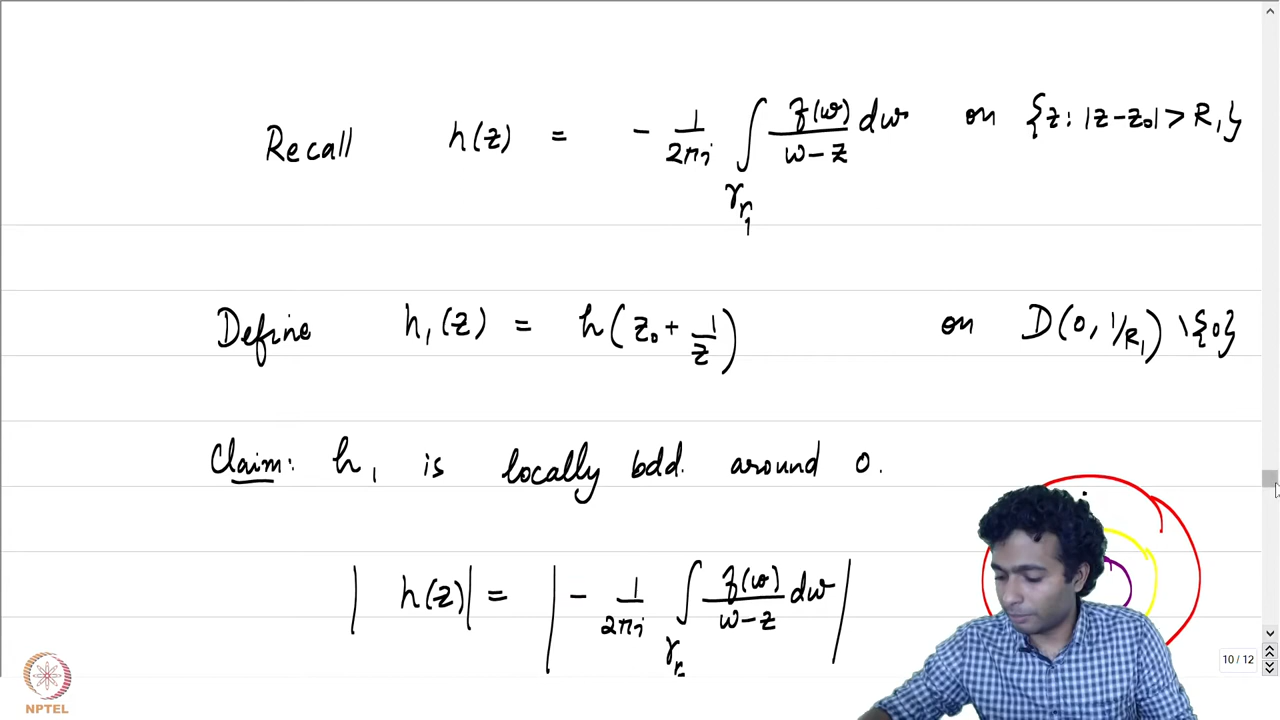 Recall h(z) = - 1/2πi ∫_{γ_{r_1}} f(w)/(w-z) dw on {z: |z-z_0| > R_1}
Define h_1(z) = h(z_0 + 1/z) on D(0, 1/R_1) \ {0}
Claim: h_1 is locally bdd. around 0.
|h(z)| = | - 1/2πi ∫_{γ_r} f(w)/(w-z) dw |
10 / 12
NPTEL